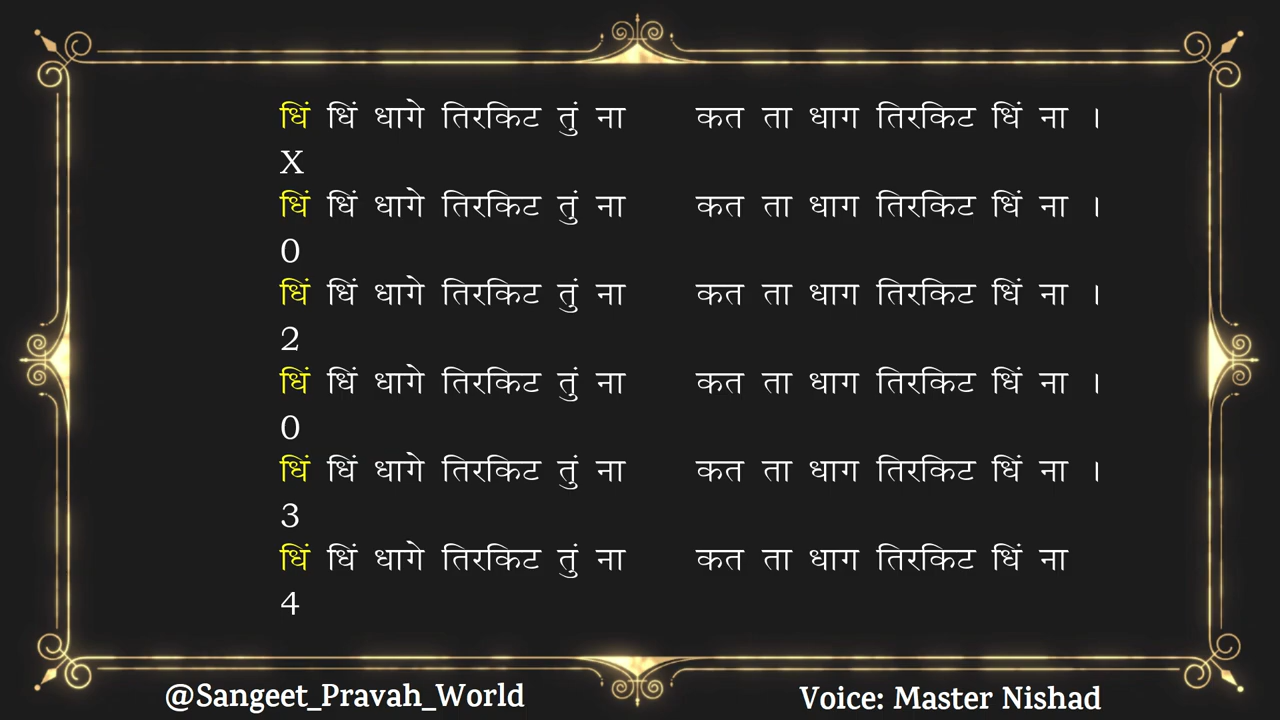 धिं धिं धागे तिरकिट तुं ना कत ता धाग तिरकिट धिं ना ।
X
धिं धिं धागे तिरकिट तुं ना कत ता धाग तिरकिट धिं ना ।
0
धिं धिं धागे तिरकिट तुं ना कत ता धाग तिरकिट धिं ना ।
2
धिं धिं धागे तिरकिट तुं ना कत ता धाग तिरकिट धिं ना ।
0
धिं धिं धागे तिरकिट तुं ना कत ता धाग तिरकिट धिं ना ।
3
धिं धिं धागे तिरकिट तुं ना कत ता धाग तिरकिट धिं ना
4
@Sangeet_Pravah_World Voice: Master Nishad